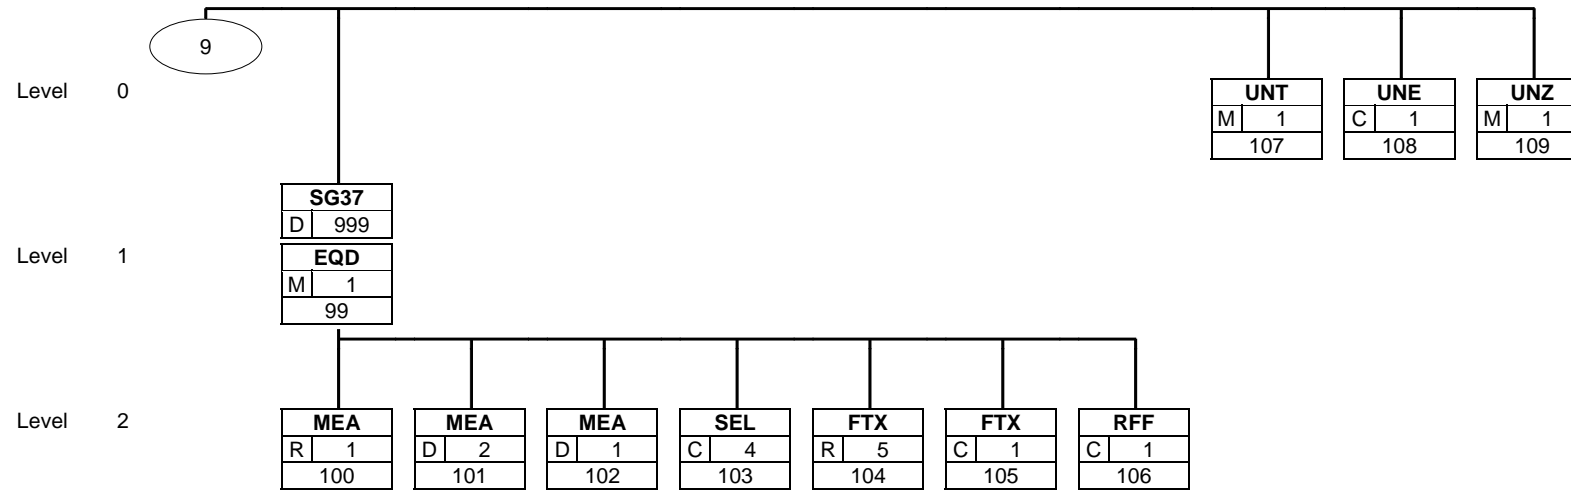 9
Level 0
UNT UNE UNZ
M 1 C 1 M 1
107 108 109
SG37
D 999
Level 1
EQD
M 1
99
Level 2
MEA MEA MEA SEL FTX FTX RFF
R 1 D 2 D 1 C 4 R 5 C 1 C 1
100 101 102 103 104 105 106